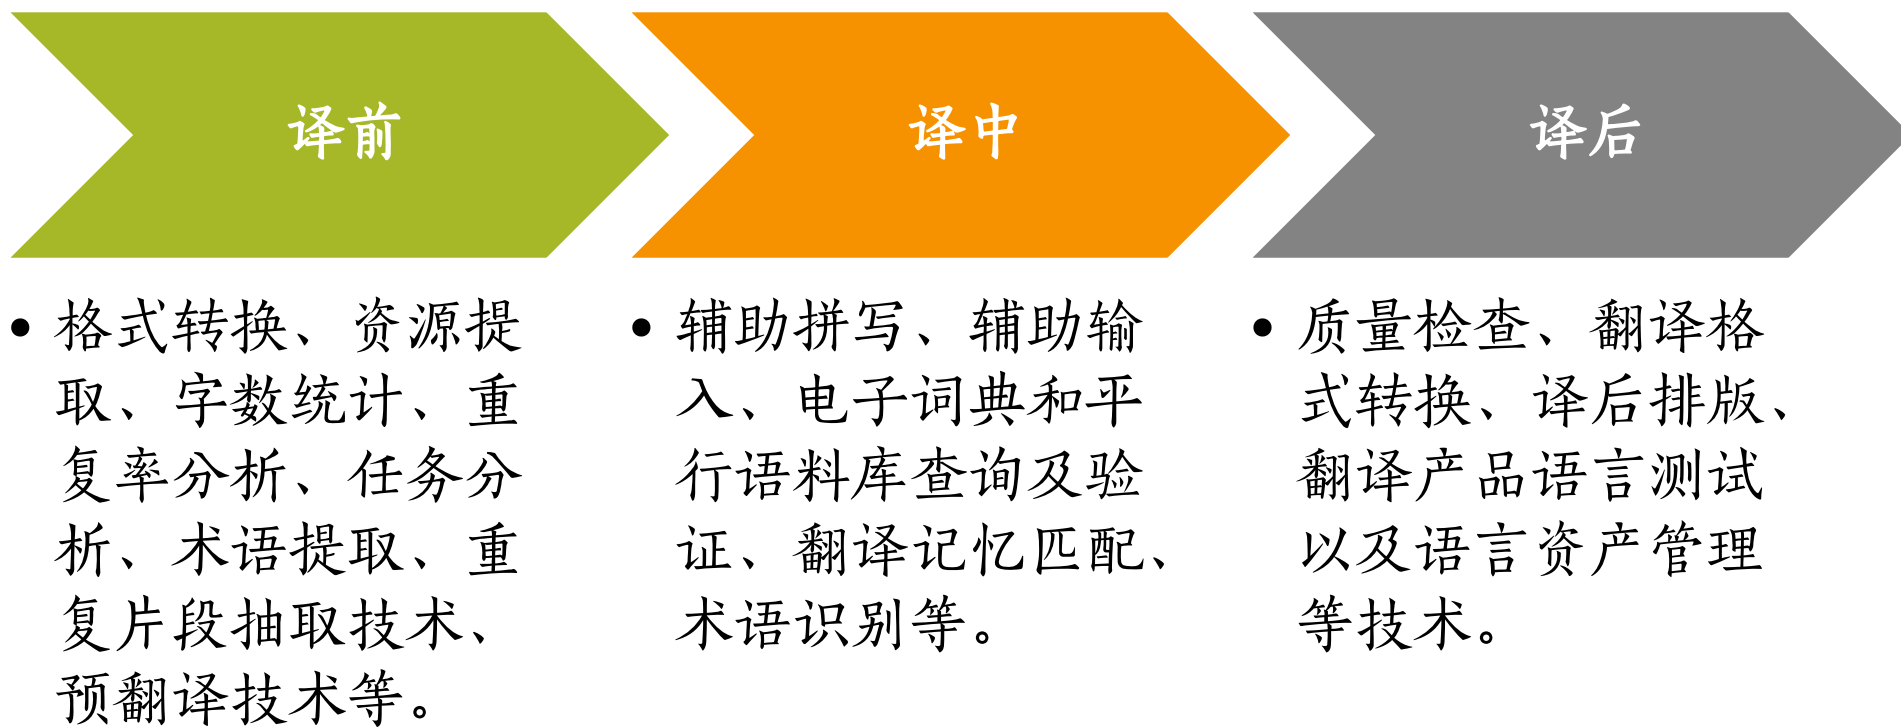 译前
译中
译后
• 格式转换、资源提
取、字数统计、重
复率分析、任务分
析、术语提取、重
复片段抽取技术、
预翻译技术等。
• 辅助拼写、辅助输
入、电子词典和平
行语料库查询及验
证、翻译记忆匹配、
术语识别等。
• 质量检查、翻译格
式转换、译后排版、
翻译产品语言测试
以及语言资产管理
等技术。